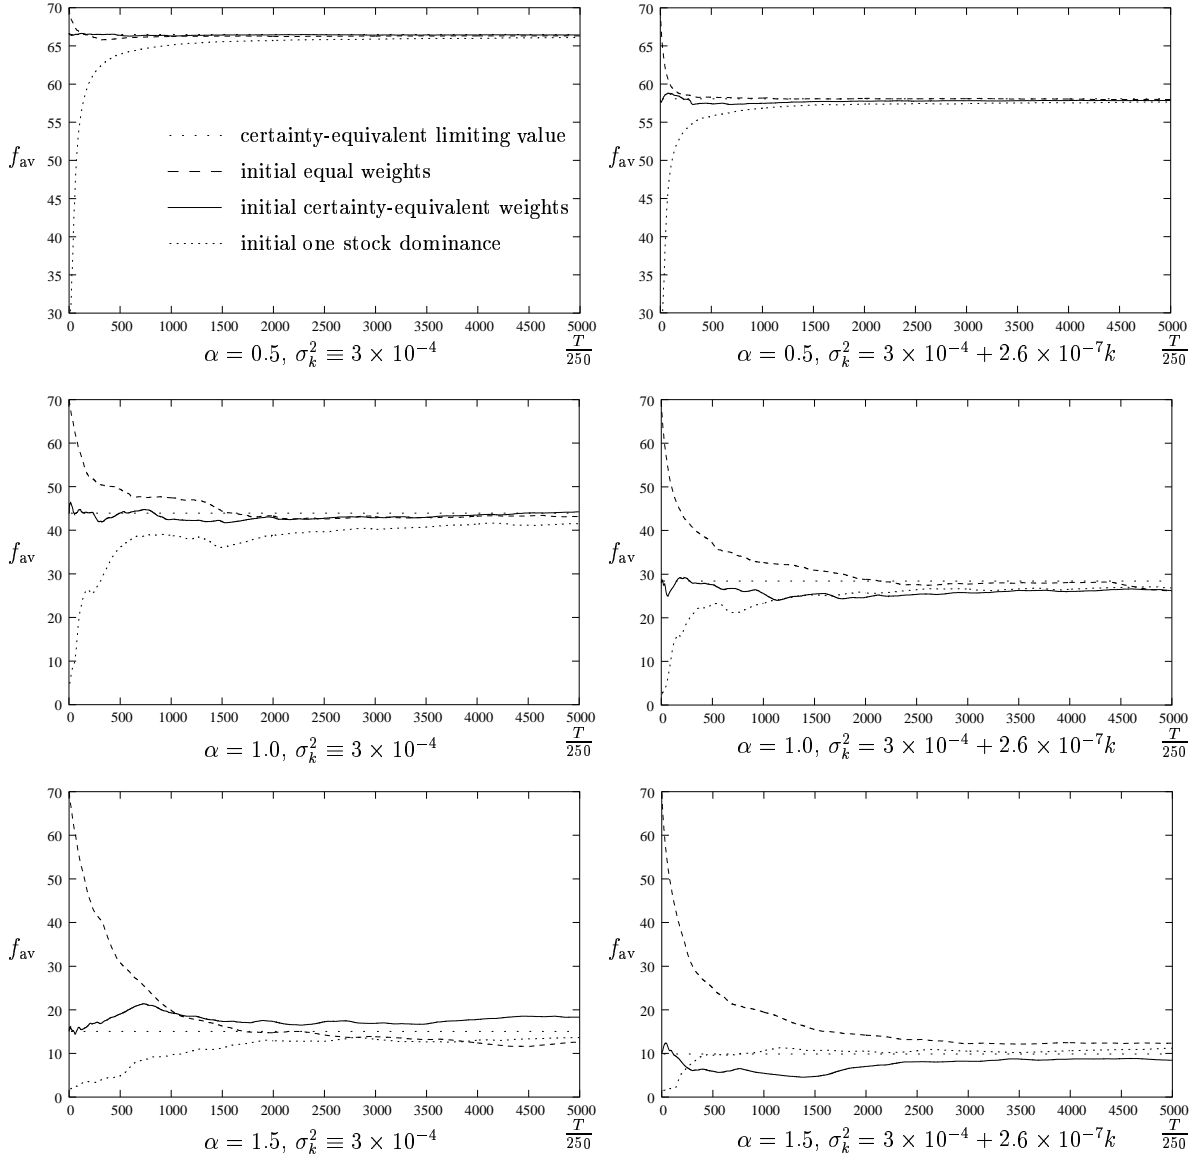 70
65
60
55
50
45
40
35
30
f_av
certainty-equivalent limiting value
initial equal weights
initial certainty-equivalent weights
initial one stock dominance
0 500 1000 1500 2000 2500 3000 3500 4000 4500 5000
α = 0.5, σ_k^2 ≡ 3 × 10^{-4}
T/250
70
65
60
55
50
45
40
35
30
f_av
0 500 1000 1500 2000 2500 3000 3500 4000 4500 5000
α = 0.5, σ_k^2 = 3 × 10^{-4} + 2.6 × 10^{-7}k
T/250
70
60
50
40
30
20
10
0
f_av
0 500 1000 1500 2000 2500 3000 3500 4000 4500 5000
α = 1.0, σ_k^2 ≡ 3 × 10^{-4}
T/250
70
60
50
40
30
20
10
0
f_av
0 500 1000 1500 2000 2500 3000 3500 4000 4500 5000
α = 1.0, σ_k^2 = 3 × 10^{-4} + 2.6 × 10^{-7}k
T/250
70
60
50
40
30
20
10
0
f_av
0 500 1000 1500 2000 2500 3000 3500 4000 4500 5000
α = 1.5, σ_k^2 ≡ 3 × 10^{-4}
T/250
70
60
50
40
30
20
10
0
f_av
0 500 1000 1500 2000 2500 3000 3500 4000 4500 5000
α = 1.5, σ_k^2 = 3 × 10^{-4} + 2.6 × 10^{-7}k
T/250